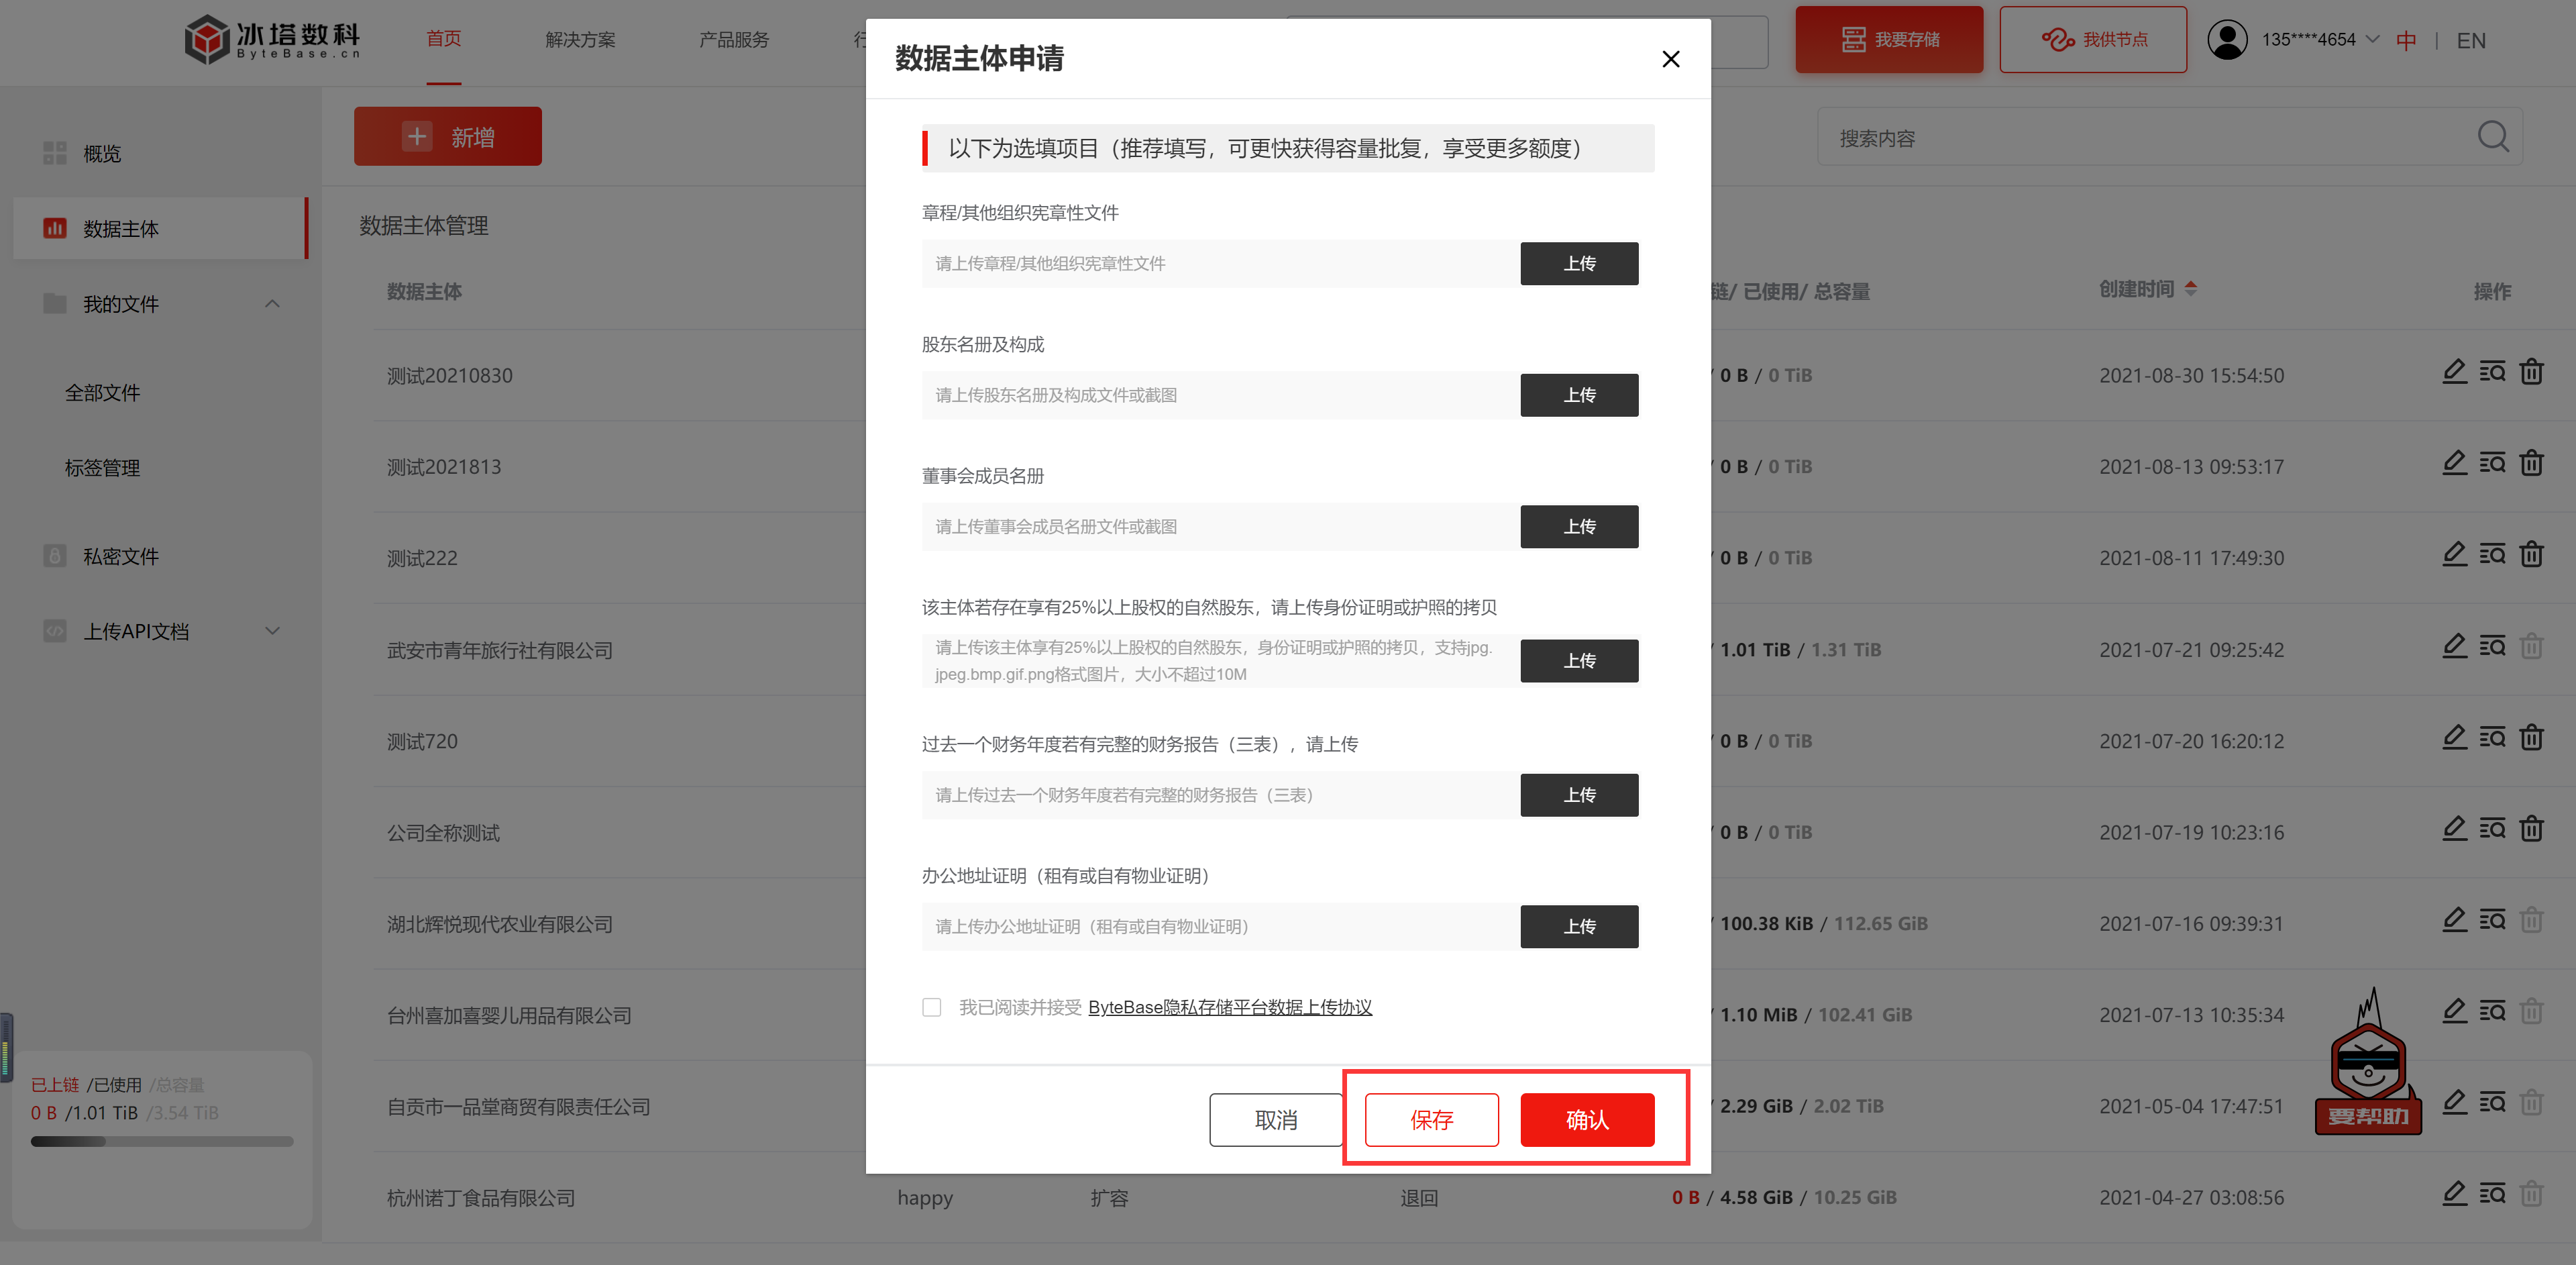 冰塔数科
ByteBase.cn
首页
解决方案
产品服务
行
我要存储
我供节点
135****4654
中 | EN
概览
数据主体
我的文件
全部文件
标签管理
私密文件
上传API文档
已上链 /已使用 /总容量
0 B /1.01 TiB /3.54 TiB
新增
搜索内容
数据主体管理
数据主体
链/ 已使用/ 总容量
创建时间
操作
测试20210830
/ 0 B / 0 TiB
2021-08-30 15:54:50
测试2021813
/ 0 B / 0 TiB
2021-08-13 09:53:17
测试222
/ 0 B / 0 TiB
2021-08-11 17:49:30
武安市青年旅行社有限公司
/ 1.01 TiB / 1.31 TiB
2021-07-21 09:25:42
测试720
/ 0 B / 0 TiB
2021-07-20 16:20:12
公司全称测试
/ 0 B / 0 TiB
2021-07-19 10:23:16
湖北辉悦现代农业有限公司
/ 100.38 KiB / 112.65 GiB
2021-07-16 09:39:31
台州喜加喜婴儿用品有限公司
/ 1.10 MiB / 102.41 GiB
2021-07-13 10:35:34
自贡市一品堂商贸有限责任公司
/ 2.29 GiB / 2.02 TiB
2021-05-04 17:47:51
杭州诺丁食品有限公司
happy
扩容
退回
0 B / 4.58 GiB / 10.25 GiB
2021-04-27 03:08:56
要帮助
数据主体申请
以下为选填项目（推荐填写，可更快获得容量批复，享受更多额度）
章程/其他组织宪章性文件
请上传章程/其他组织宪章性文件
上传
股东名册及构成
请上传股东名册及构成文件或截图
上传
董事会成员名册
请上传董事会成员名册文件或截图
上传
该主体若存在享有25%以上股权的自然股东，请上传身份证明或护照的拷贝
请上传该主体享有25%以上股权的自然股东，身份证明或护照的拷贝，支持jpg.
jpeg.bmp.gif.png格式图片，大小不超过10M
上传
过去一个财务年度若有完整的财务报告（三表），请上传
请上传过去一个财务年度若有完整的财务报告（三表）
上传
办公地址证明（租有或自有物业证明）
请上传办公地址证明（租有或自有物业证明）
上传
我已阅读并接受 ByteBase隐私存储平台数据上传协议
取消
保存
确认